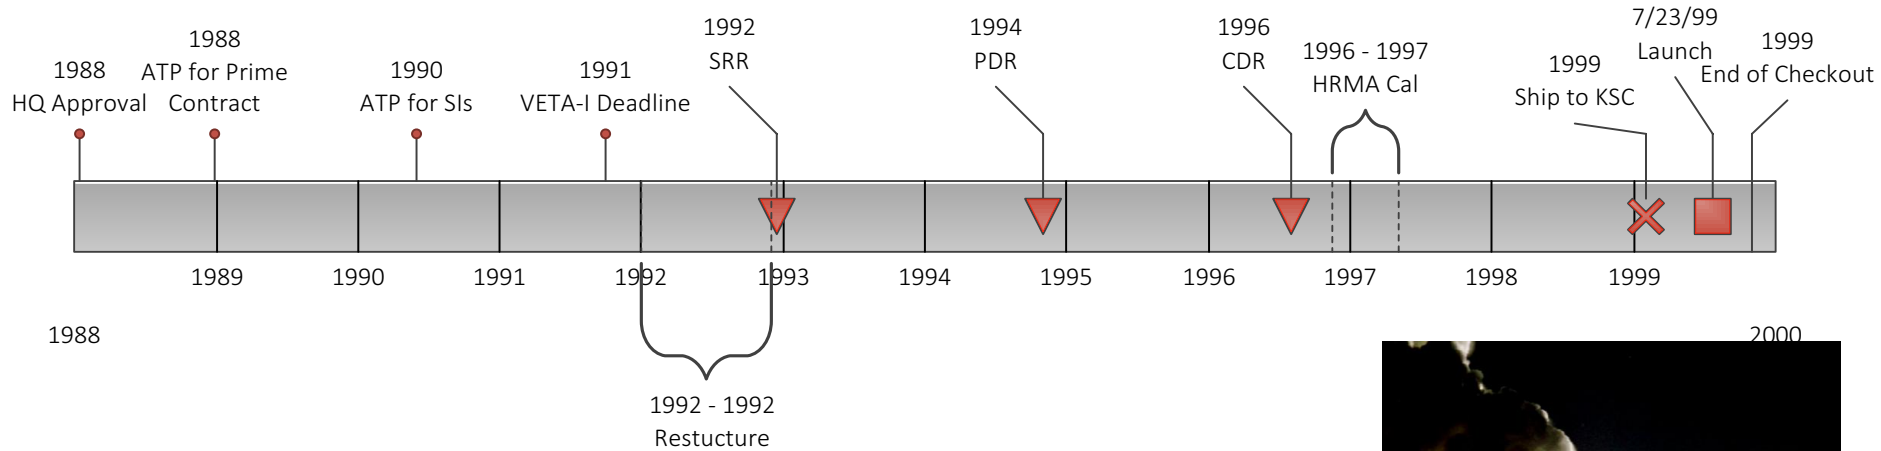 1988
HQ Approval
1988
ATP for Prime
Contract
1990
ATP for SIs
1991
VETA-I Deadline
1992
SRR
1994
PDR
1996
CDR
1996 - 1997
HRMA Cal
1999
Ship to KSC
7/23/99
Launch
1999
End of Checkout
1989
1990
1991
1992
1993
1994
1995
1996
1997
1998
1999
1988
2000
1992 - 1992
Restucture